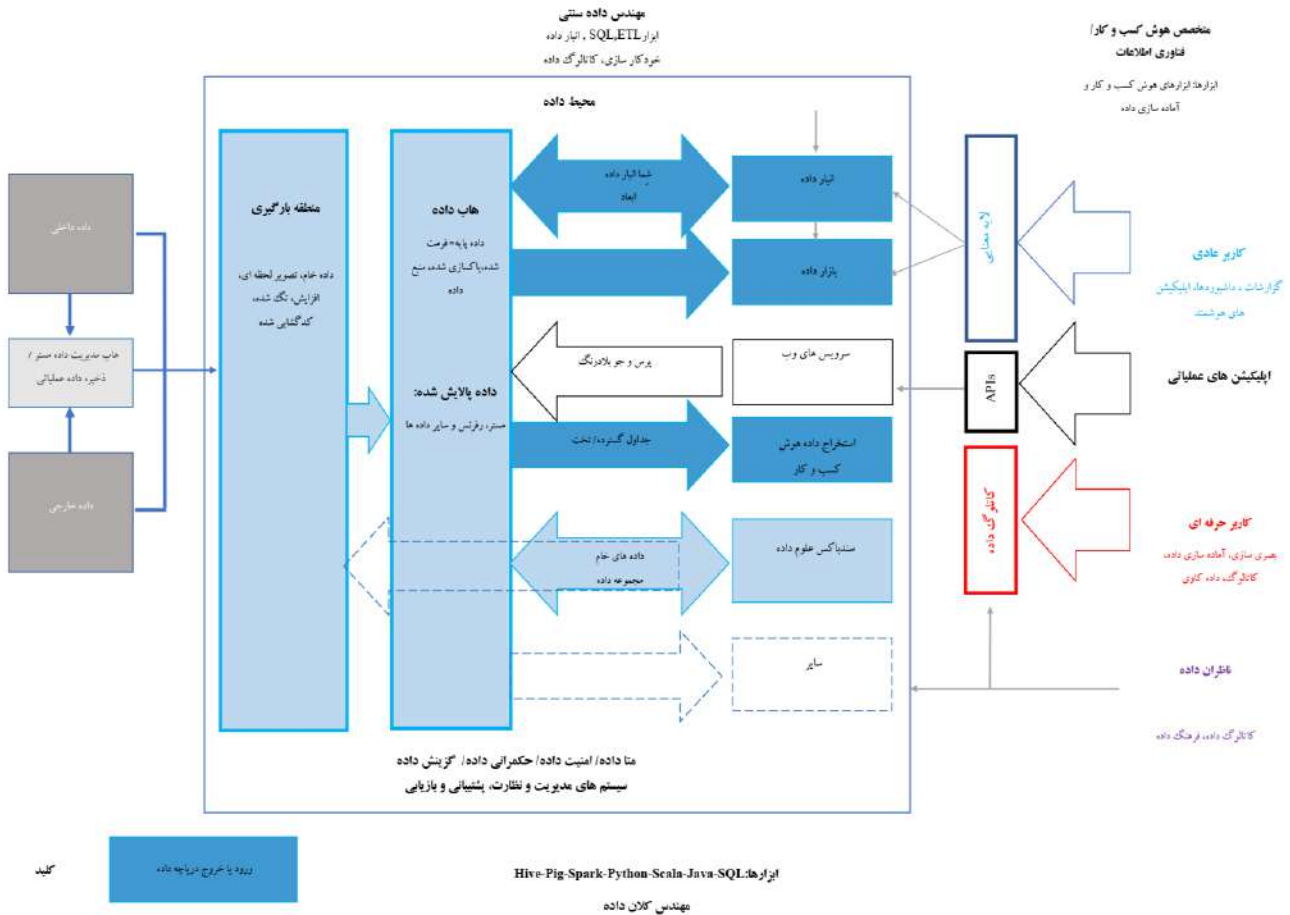 مهندس داده سنتی
ابزار SQL,ETL , انبار داده
خودکار سازی، کاتالوگ داده
متخصص هوش کسب و کار/
فناوری اطلاعات
ابزارها: ابزارهای هوش کسب و کار و
آماده سازی داده
محیط داده
داده داخلی
هاب مدیریت داده مستر /
ذخیره داده عملیاتی
داده خارجی
منطقه بارگیری
داده خام، تصویر لحظه ای،
افزایش، تگ شده،
کدگشایی شده
هاب داده
داده پایه=فرمت
شده،پاکسازی شده، منبع
داده
داده پالایش شده:
مستر، رفرنس و سایر داده ها
شِما انبار داده
ابعاد
انبار داده
بازار داده
پرس و جو بلادرنگ
سرویس های وب
جداول گسترده/ تخت
استخراج داده هوش
کسب و کار
داده های خام
مجموعه داده
سندباکس علوم داده
سایر
لایه معنایی
APIs
کاتالوگ داده
کاربر عادی
گزارشات ، داشبوردها، اپلیکیشن
های هوشمند
اپلیکیشن های عملیاتی
کاربر حرفه ای
بصری سازی، آماده سازی داده،
کاتالوگ، داده کاوی
ناظران داده
کاتالوگ داده، فرهنگ داده
متا داده/ امنیت داده/ حکمرانی داده/ گزینش داده
سیستم های مدیریت و نظارت، پشتیبانی و بازیابی
کلید
ورود یا خروج دریاچه داده
ابزارها:Hive-Pig-Spark-Python-Scala-Java-SQL
مهندس کلان داده